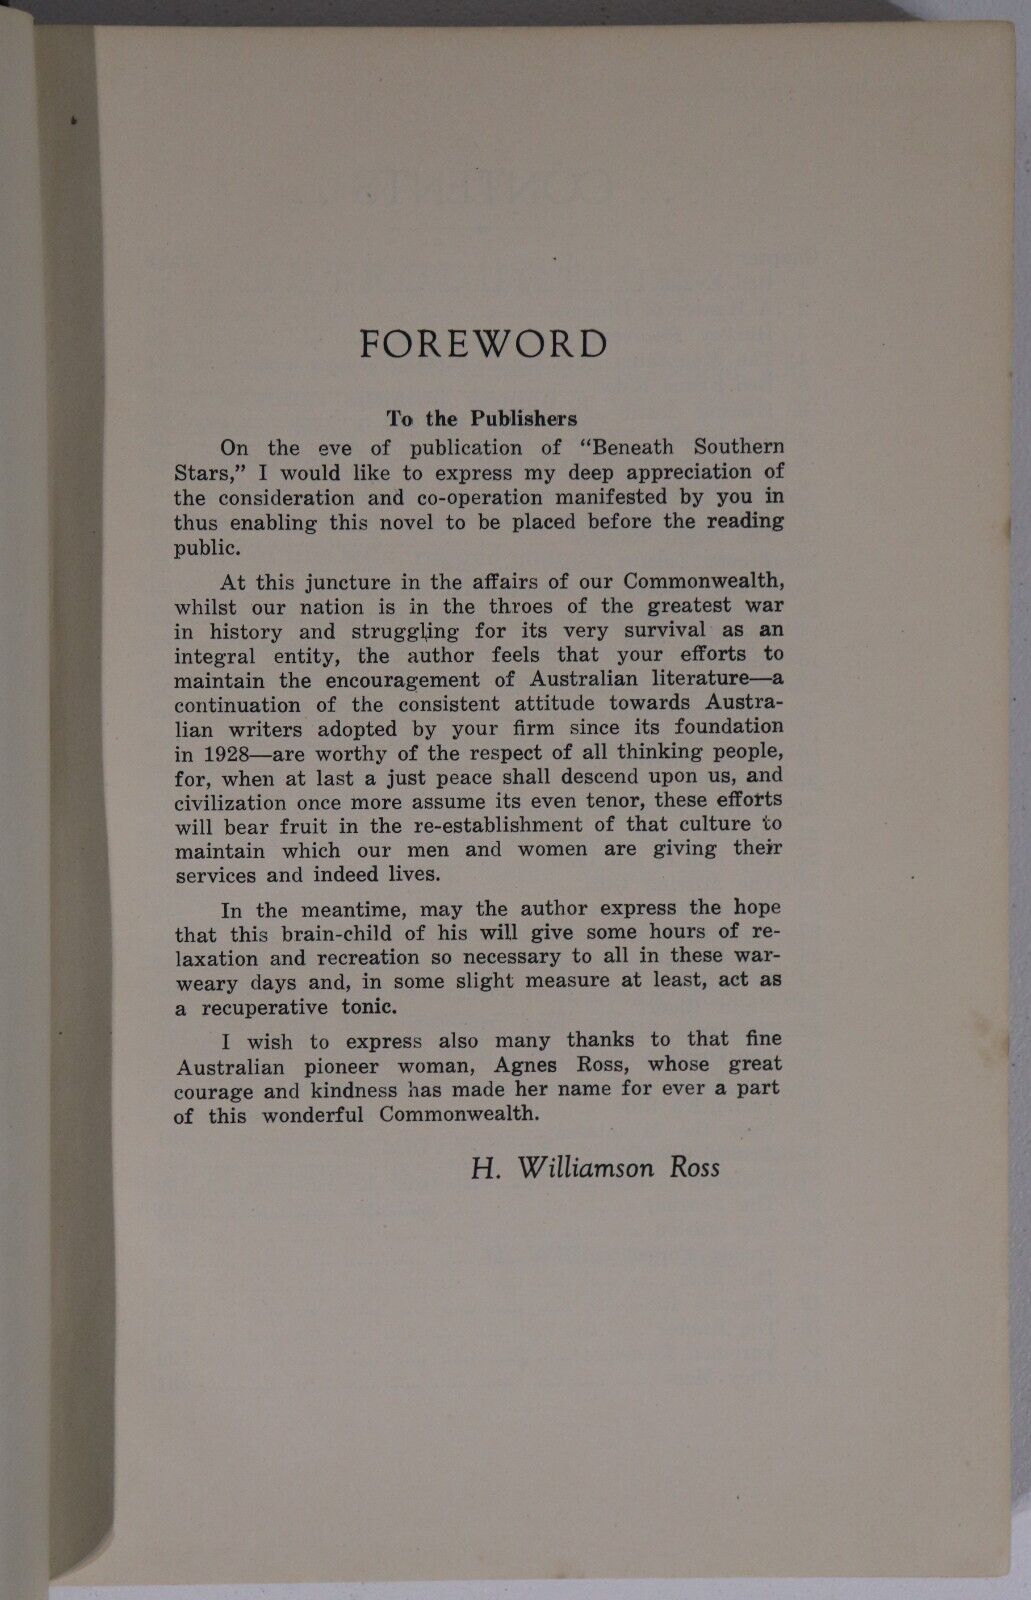 FOREWORD
To the Publishers
On the eve of publication of “Beneath Southern
Stars,” I would like to express my deep appreciation of
the consideration and co-operation manifested by you in
thus enabling this novel to be placed before the reading
public.
At this juncture in the affairs of our Commonwealth,
whilst our nation is in the throes of the greatest war
in history and struggling for its very survival as an
integral entity, the author feels that your efforts to
maintain the encouragement of Australian literature—a
continuation of the consistent attitude towards Austra-
lian writers adopted by your firm since its foundation
in 1928—are worthy of the respect of all thinking people,
for, when at last a just peace shall descend upon us, and
civilization once more assume its even tenor, these efforts
will bear fruit in the re-establishment of that culture to
maintain which our men and women are giving their
services and indeed lives.
In the meantime, may the author express the hope
that this brain-child of his will give some hours of re-
laxation and recreation so necessary to all in these war-
weary days and, in some slight measure at least, act as
a recuperative tonic.
I wish to express also many thanks to that fine
Australian pioneer woman, Agnes Ross, whose great
courage and kindness has made her name for ever a part
of this wonderful Commonwealth.
H. Williamson Ross